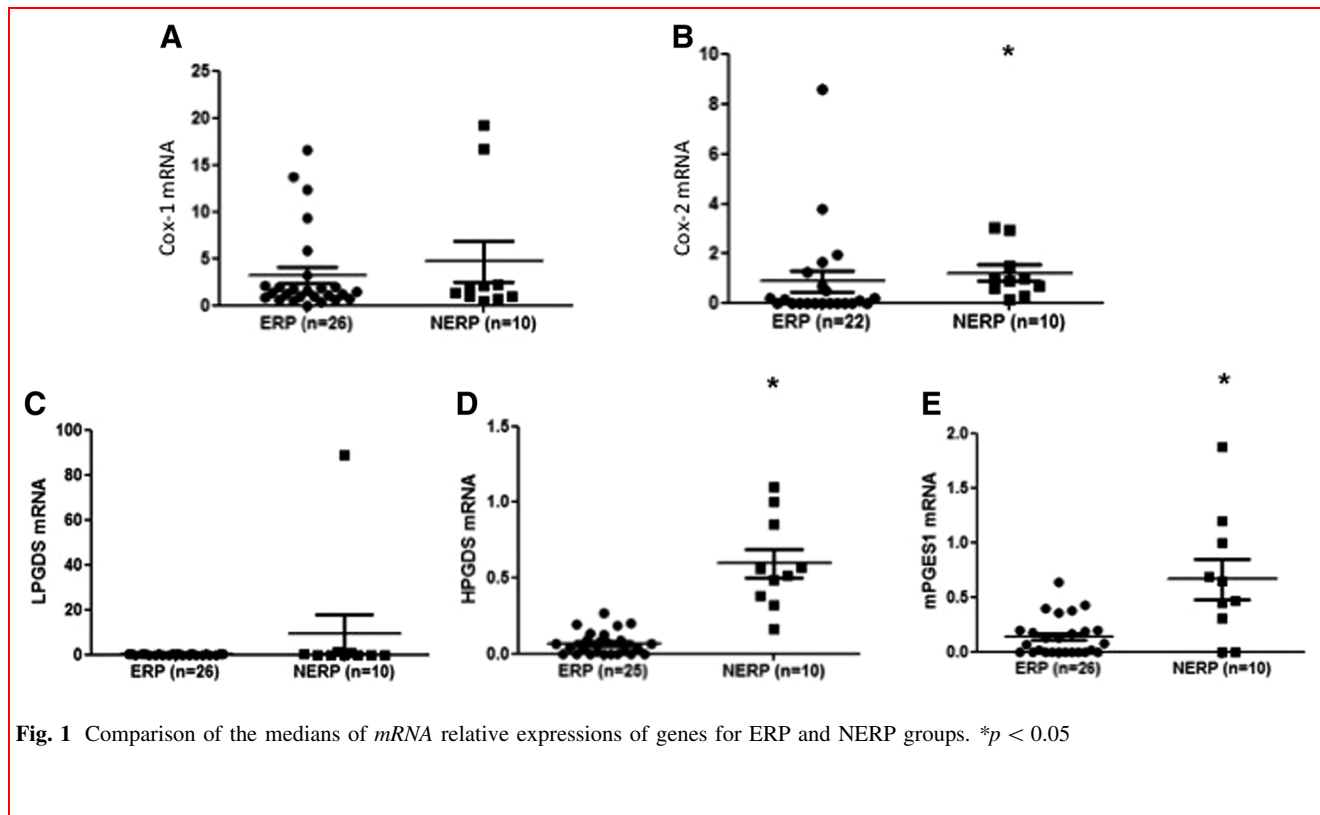 A
25
20
15
10
5
0
Cox-1 mRNA
ERP (n=26)
NERP (n=10)
B
*
10
8
6
4
2
0
Cox-2 mRNA
ERP (n=22)
NERP (n=10)
C
100
80
60
40
20
0
LPGDS mRNA
ERP (n=26)
NERP (n=10)
D
*
1.5
1.0
0.5
0.0
HPGDS mRNA
ERP (n=25)
NERP (n=10)
E
*
2.0
1.5
1.0
0.5
0.0
mPGES1 mRNA
ERP (n=26)
NERP (n=10)
Fig. 1 Comparison of the medians of mRNA relative expressions of genes for ERP and NERP groups. *p < 0.05